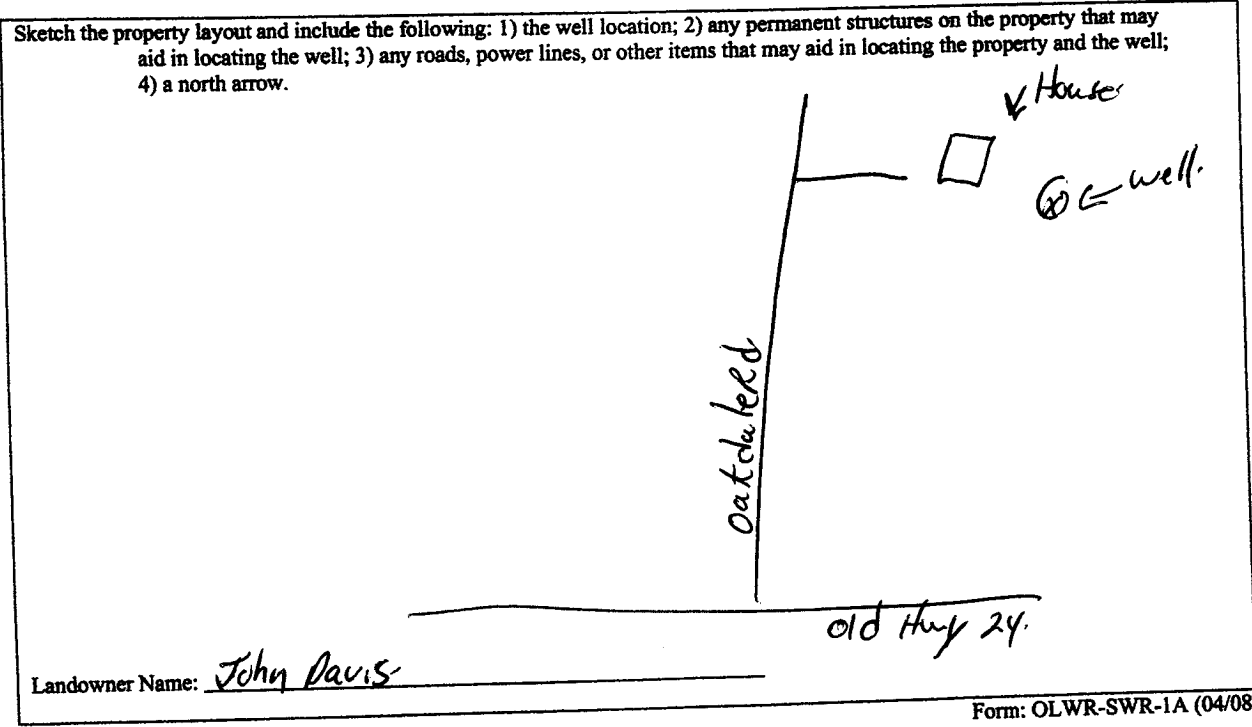 Sketch the property layout and include the following: 1) the well location; 2) any permanent structures on the property that may
aid in locating the well; 3) any roads, power lines, or other items that may aid in locating the property and the well;
4) a north arrow.
House
well.
Oakdale Rd
Old Hwy 24.
Landowner Name: John Davis
Form: OLWR-SWR-1A (04/08